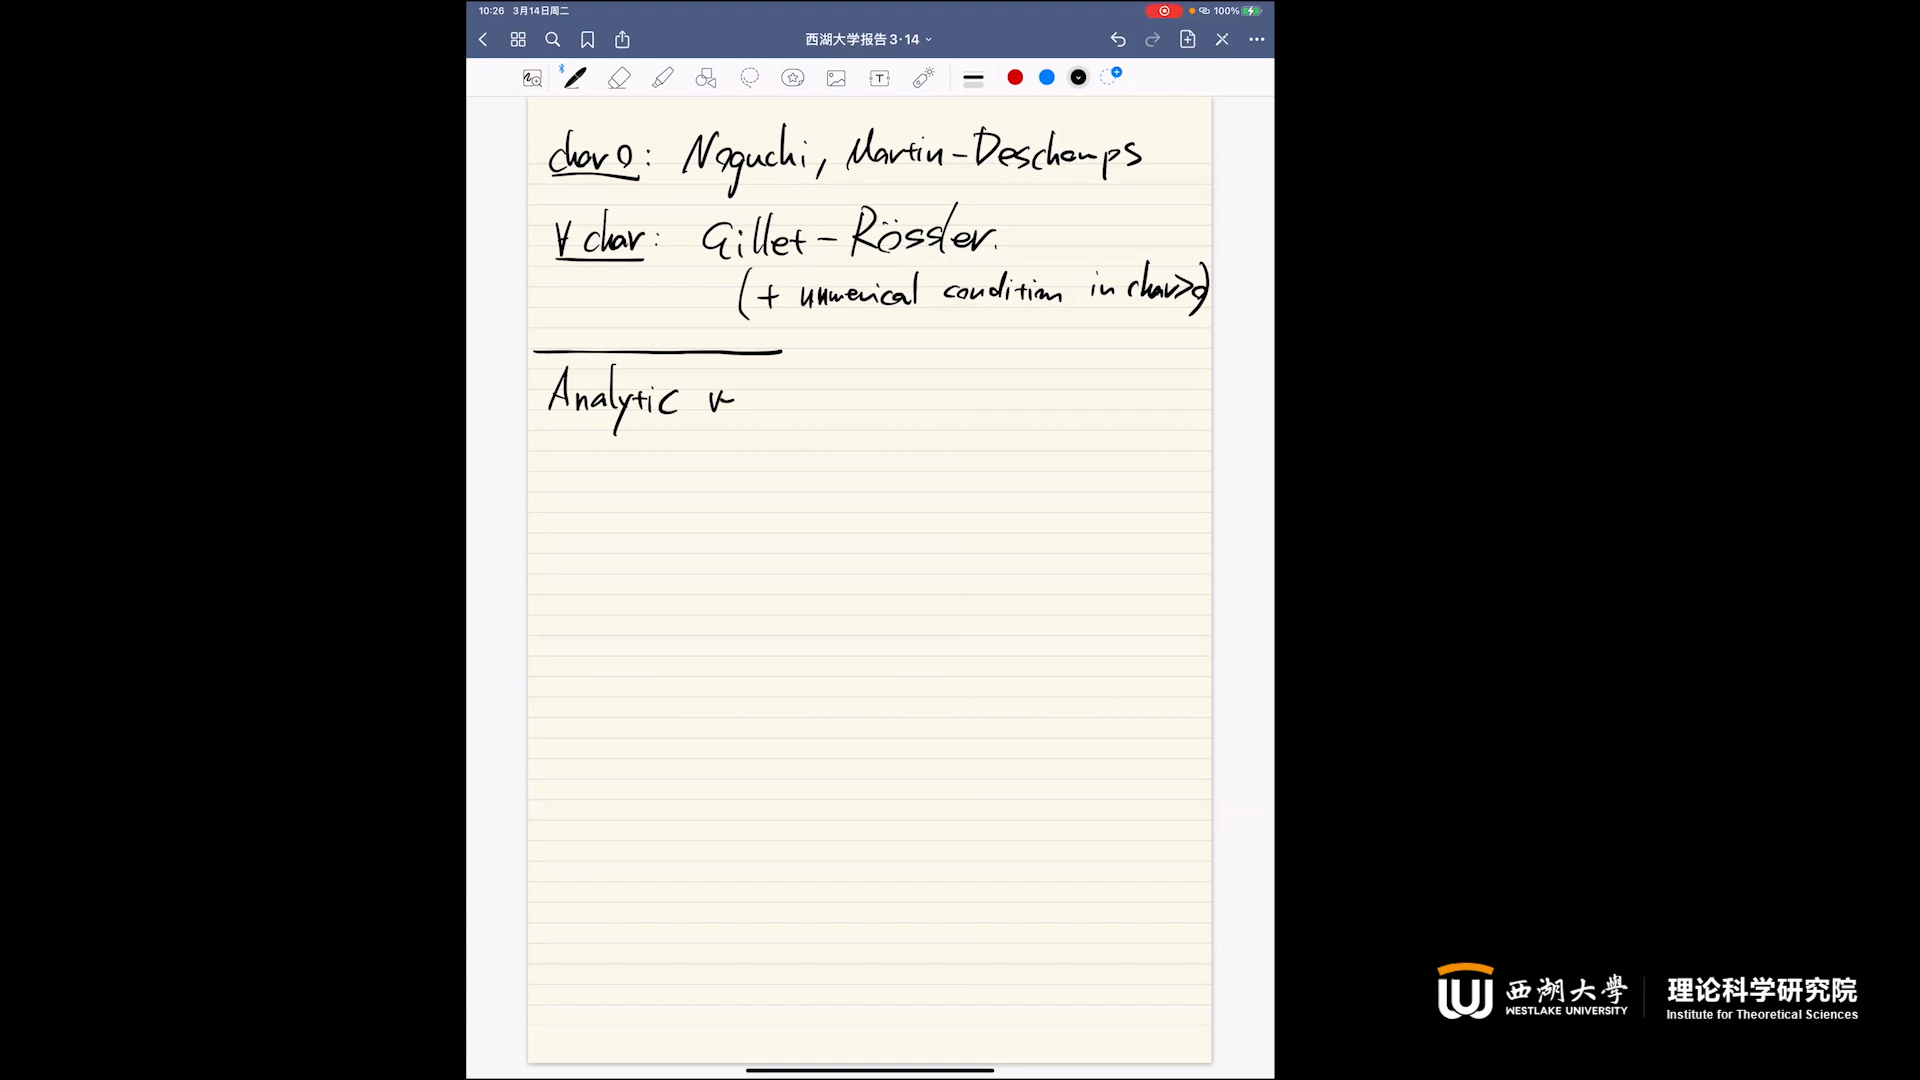 10:26 3月14日周二
100%
西湖大学报告3·14
T
char 0: Noguchi, Martin-Deschamps
∀ char: Gillet-Rössler.
(+ numerical condition in char>0)
Analytic
西湖大學
WESTLAKE UNIVERSITY
理论科学研究院
Institute for Theoretical Sciences